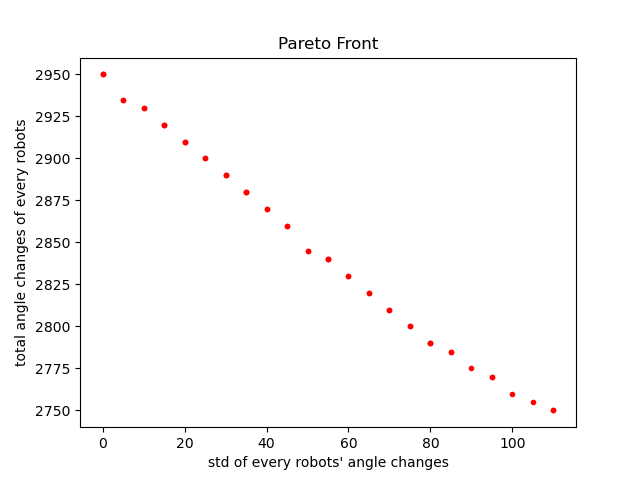 Pareto Front
total angle changes of every robots
2950
2925
2900
2875
2850
2825
2800
2775
2750
0 20 40 60 80 100
std of every robots' angle changes